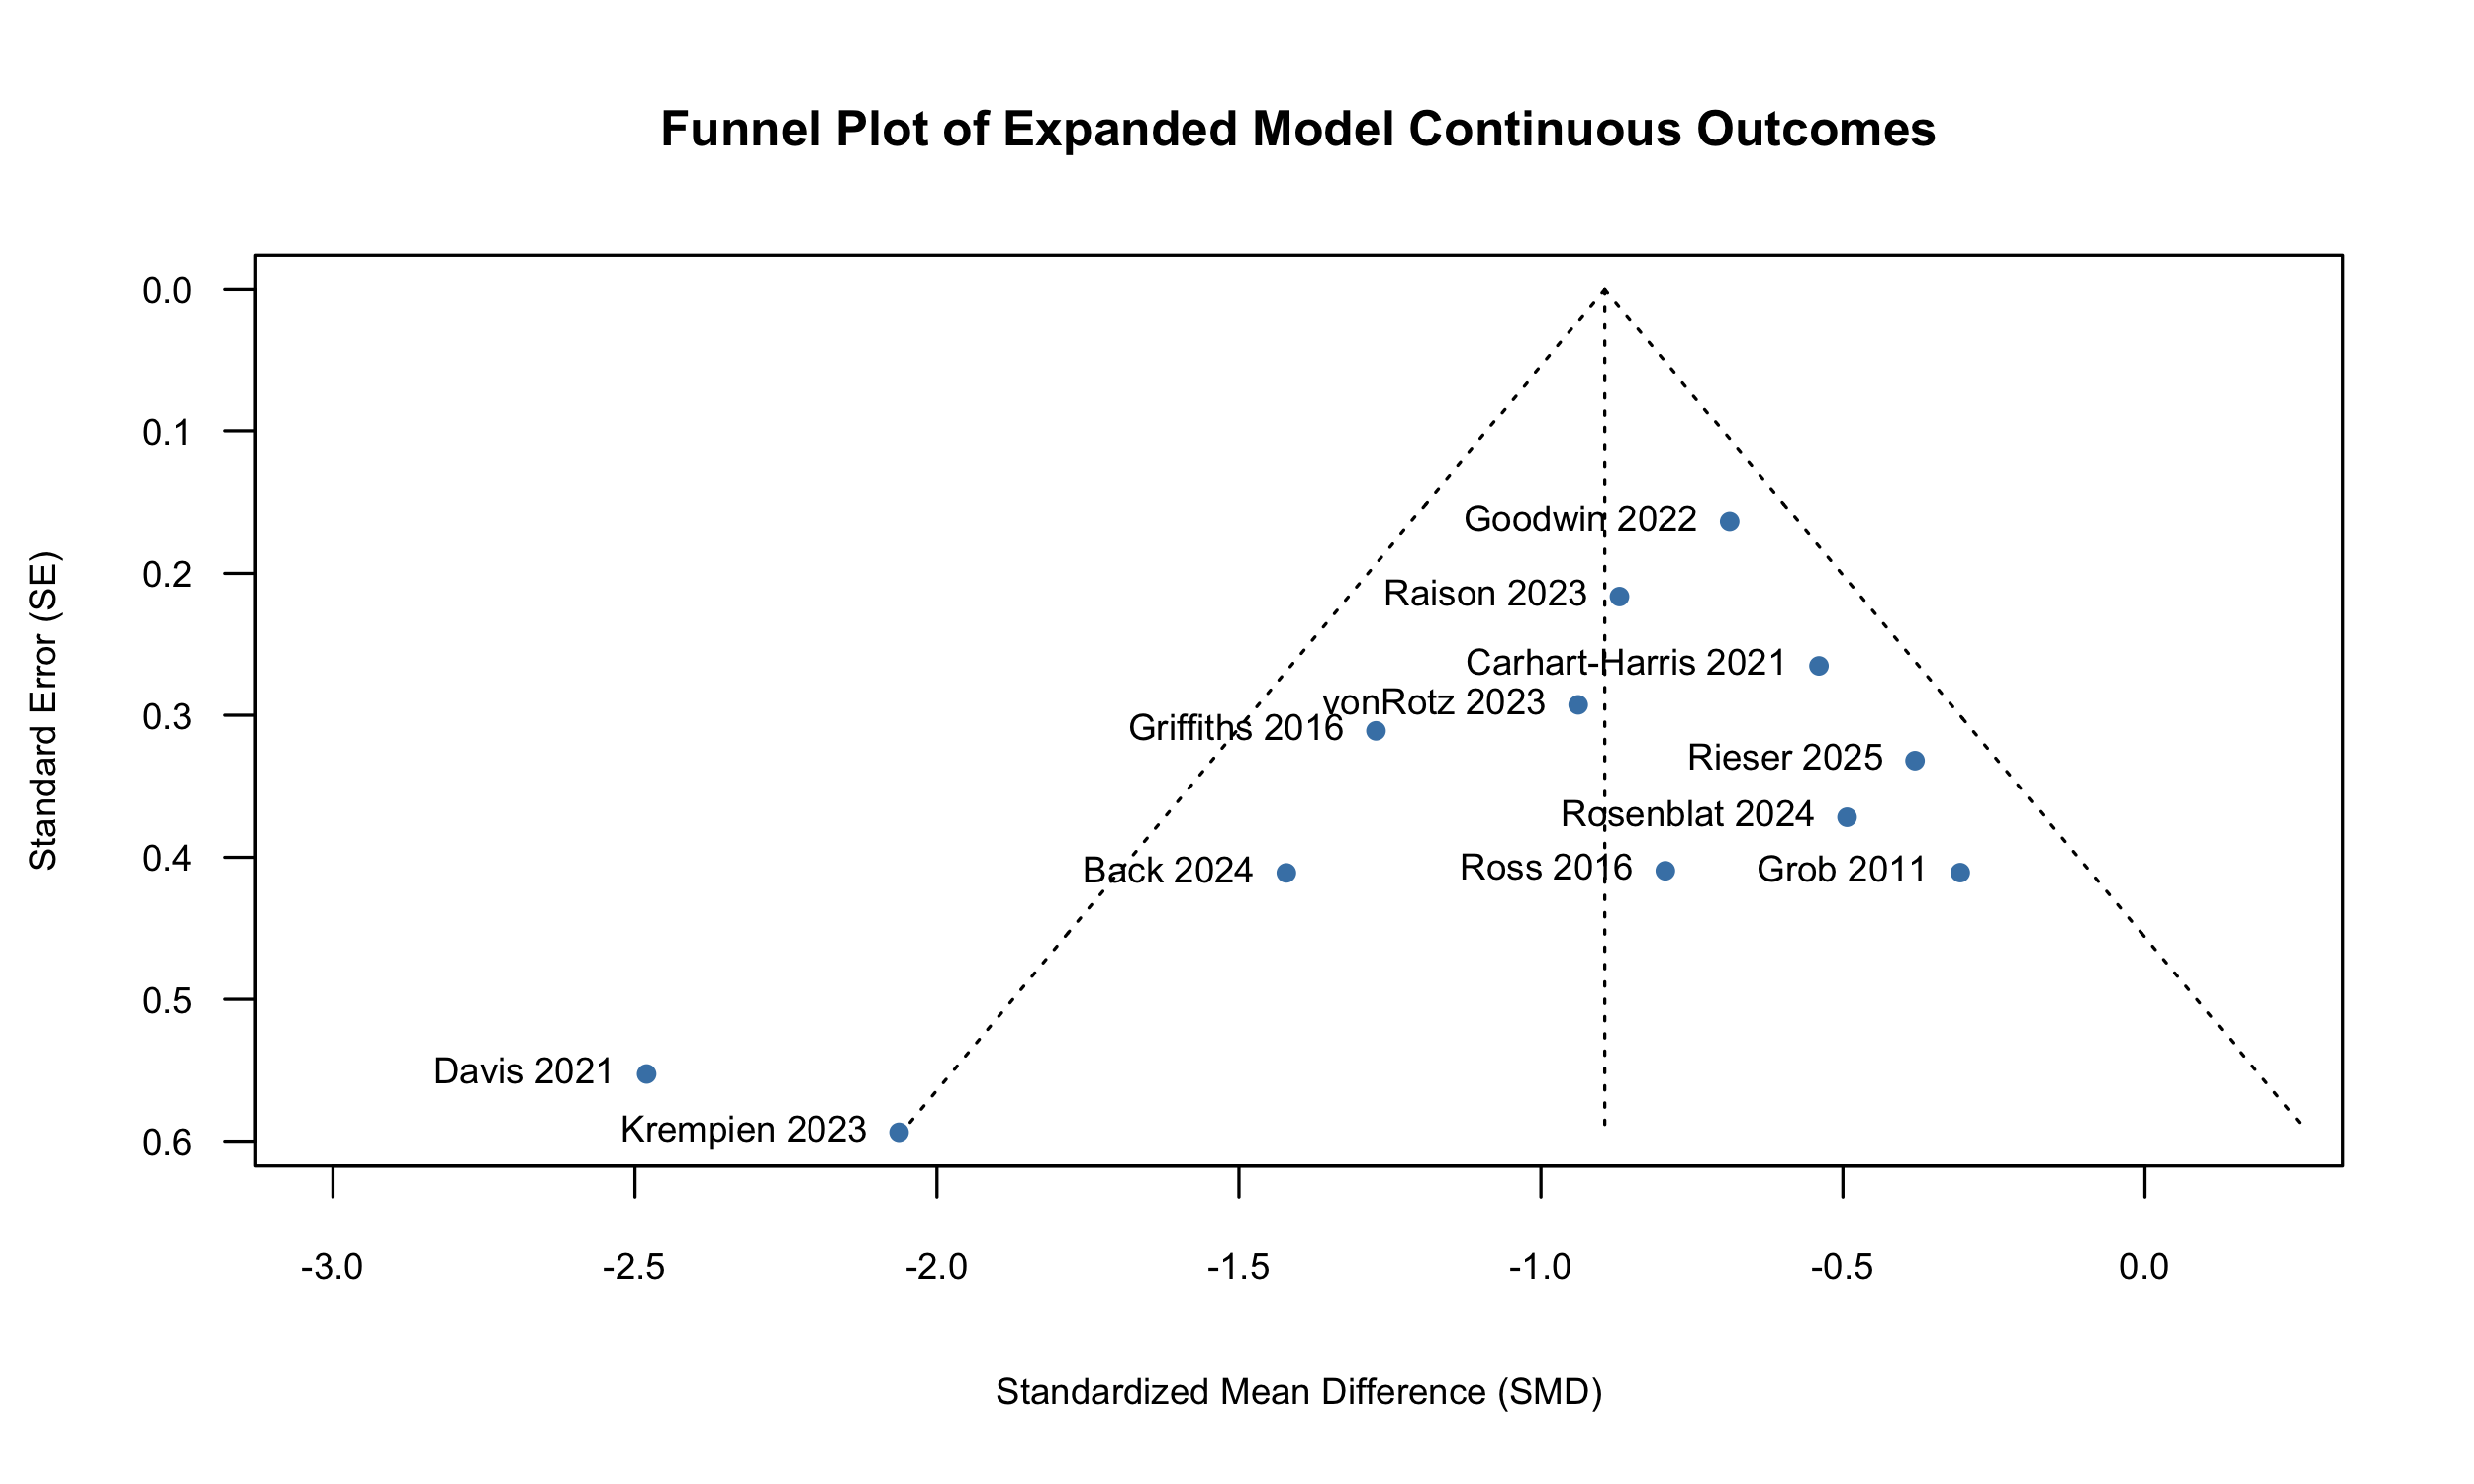 Funnel Plot of Expanded Model Continuous Outcomes
Standard Error (SE)
0.0
0.1
0.2
0.3
0.4
0.5
0.6
Goodwin 2022
Raison 2023
Carhart-Harris 2021
vonRotz 2023
Griffiths 2016
Rieser 2025
Rosenblat 2024
Back 2024
Ross 2016
Grob 2011
Davis 2021
Krempien 2023
-3.0
-2.5
-2.0
-1.5
-1.0
-0.5
0.0
Standardized Mean Difference (SMD)